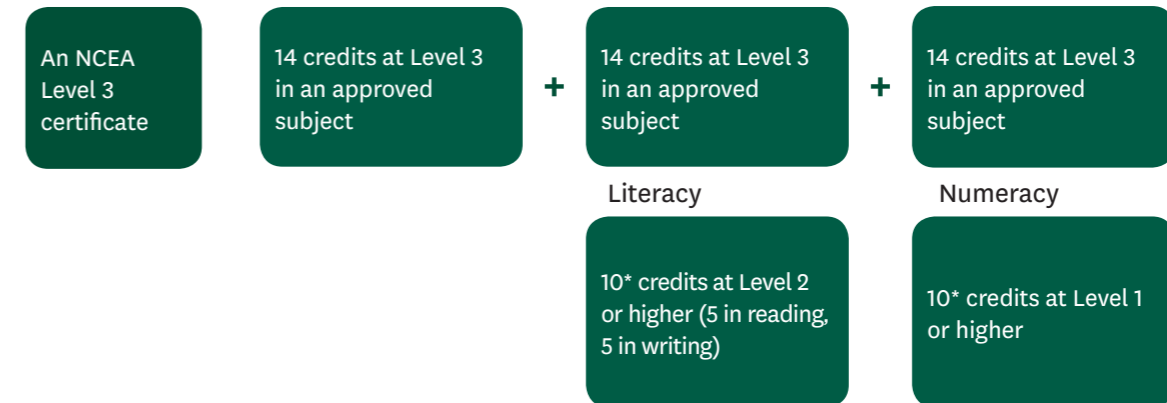 An NCEA
Level 3
certificate
14 credits at Level 3
in an approved
subject
+
14 credits at Level 3
in an approved
subject
+
14 credits at Level 3
in an approved
subject
Literacy
10* credits at Level 2
or higher (5 in reading,
5 in writing)
Numeracy
10* credits at Level 1
or higher